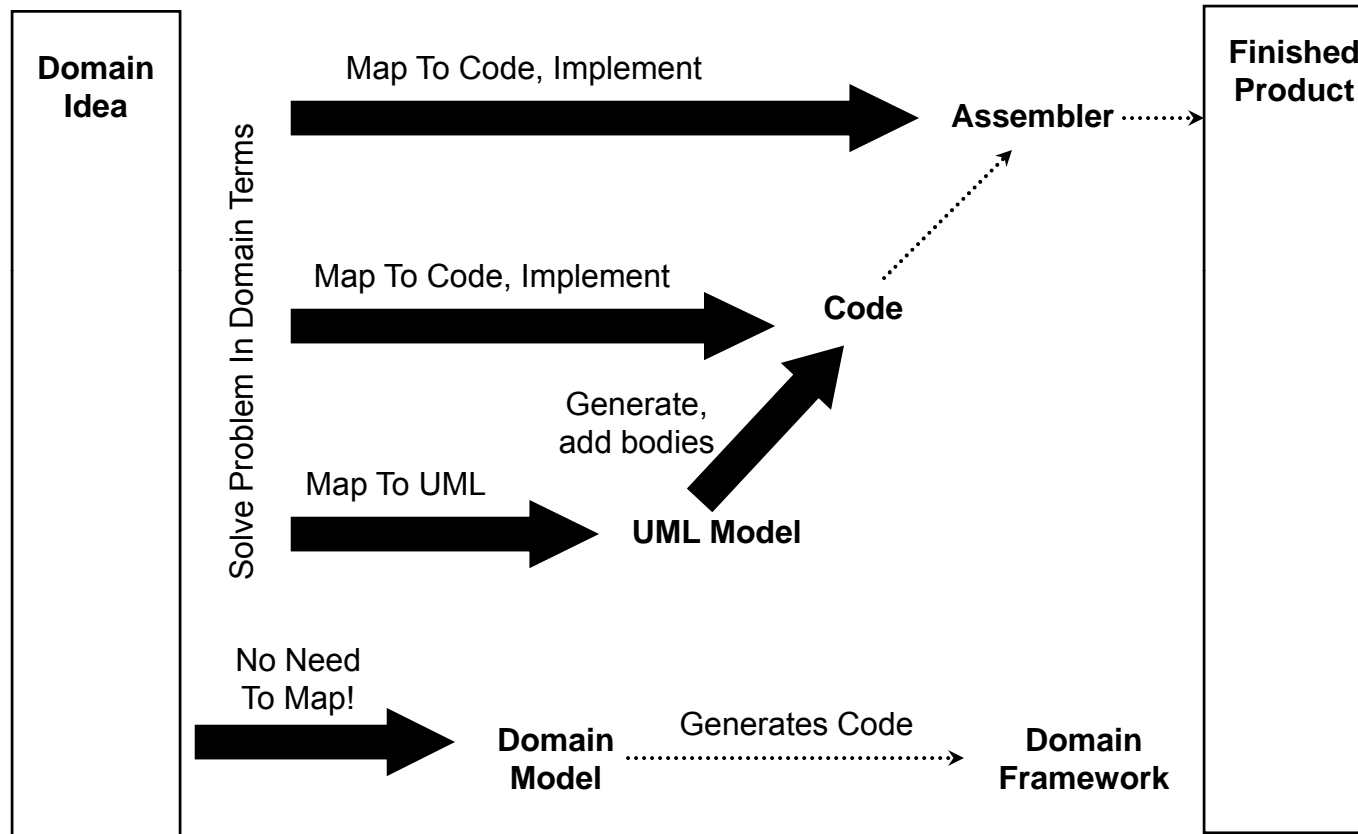 Domain
Idea
Solve Problem In Domain Terms
Map To Code, Implement
Assembler
Finished
Product
Map To Code, Implement
Code
Generate,
add bodies
Map To UML
UML Model
No Need
To Map!
Domain
Model
Generates Code
Domain
Framework